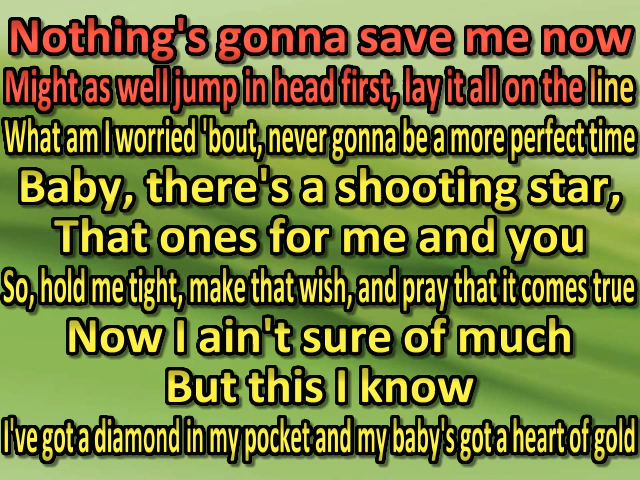 Nothing's gonna save me now
Might as well jump in head first, lay it all on the line
What am I worried 'bout, never gonna be a more perfect time
Baby, there's a shooting star,
That ones for me and you
So, hold me tight, make that wish, and pray that it comes true
Now I ain't sure of much
But this I know
I've got a diamond in my pocket and my baby's got a heart of gold